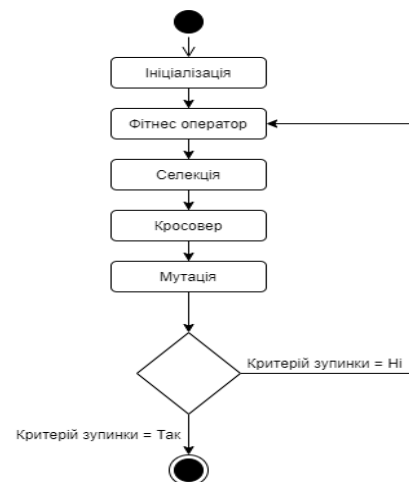 Ініціалізація
Фітнес оператор
Селекція
Кросовер
Мутація
Критерій зупинки = Ні
Критерій зупинки = Так